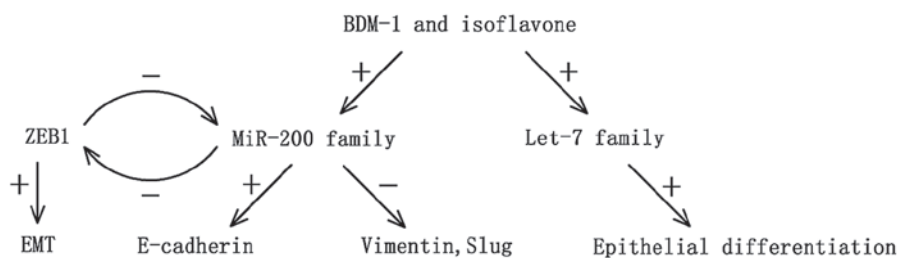 BDM-1 and isoflavone
+ +
−
ZEB1 MiR-200 family Let-7 family
+ − + − +
EMT E-cadherin Vimentin, Slug Epithelial differentiation